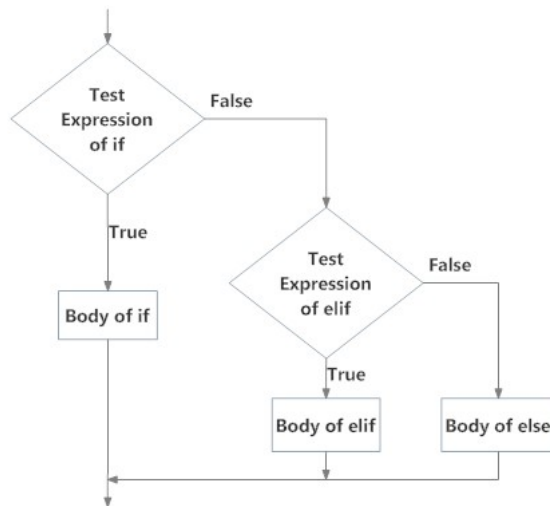 Test
Expression
of if
False
True
Test
Expression
of elif
False
Body of if
True
Body of elif
Body of else